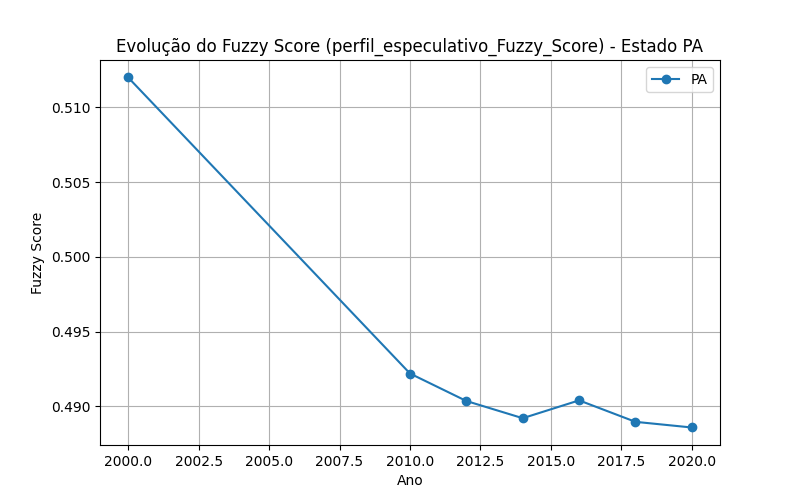 Evolução do Fuzzy Score (perfil_especulativo_Fuzzy_Score) - Estado PA
PA
0.510
0.505
0.500
0.495
0.490
Fuzzy Score
2000.0 2002.5 2005.0 2007.5 2010.0 2012.5 2015.0 2017.5 2020.0
Ano